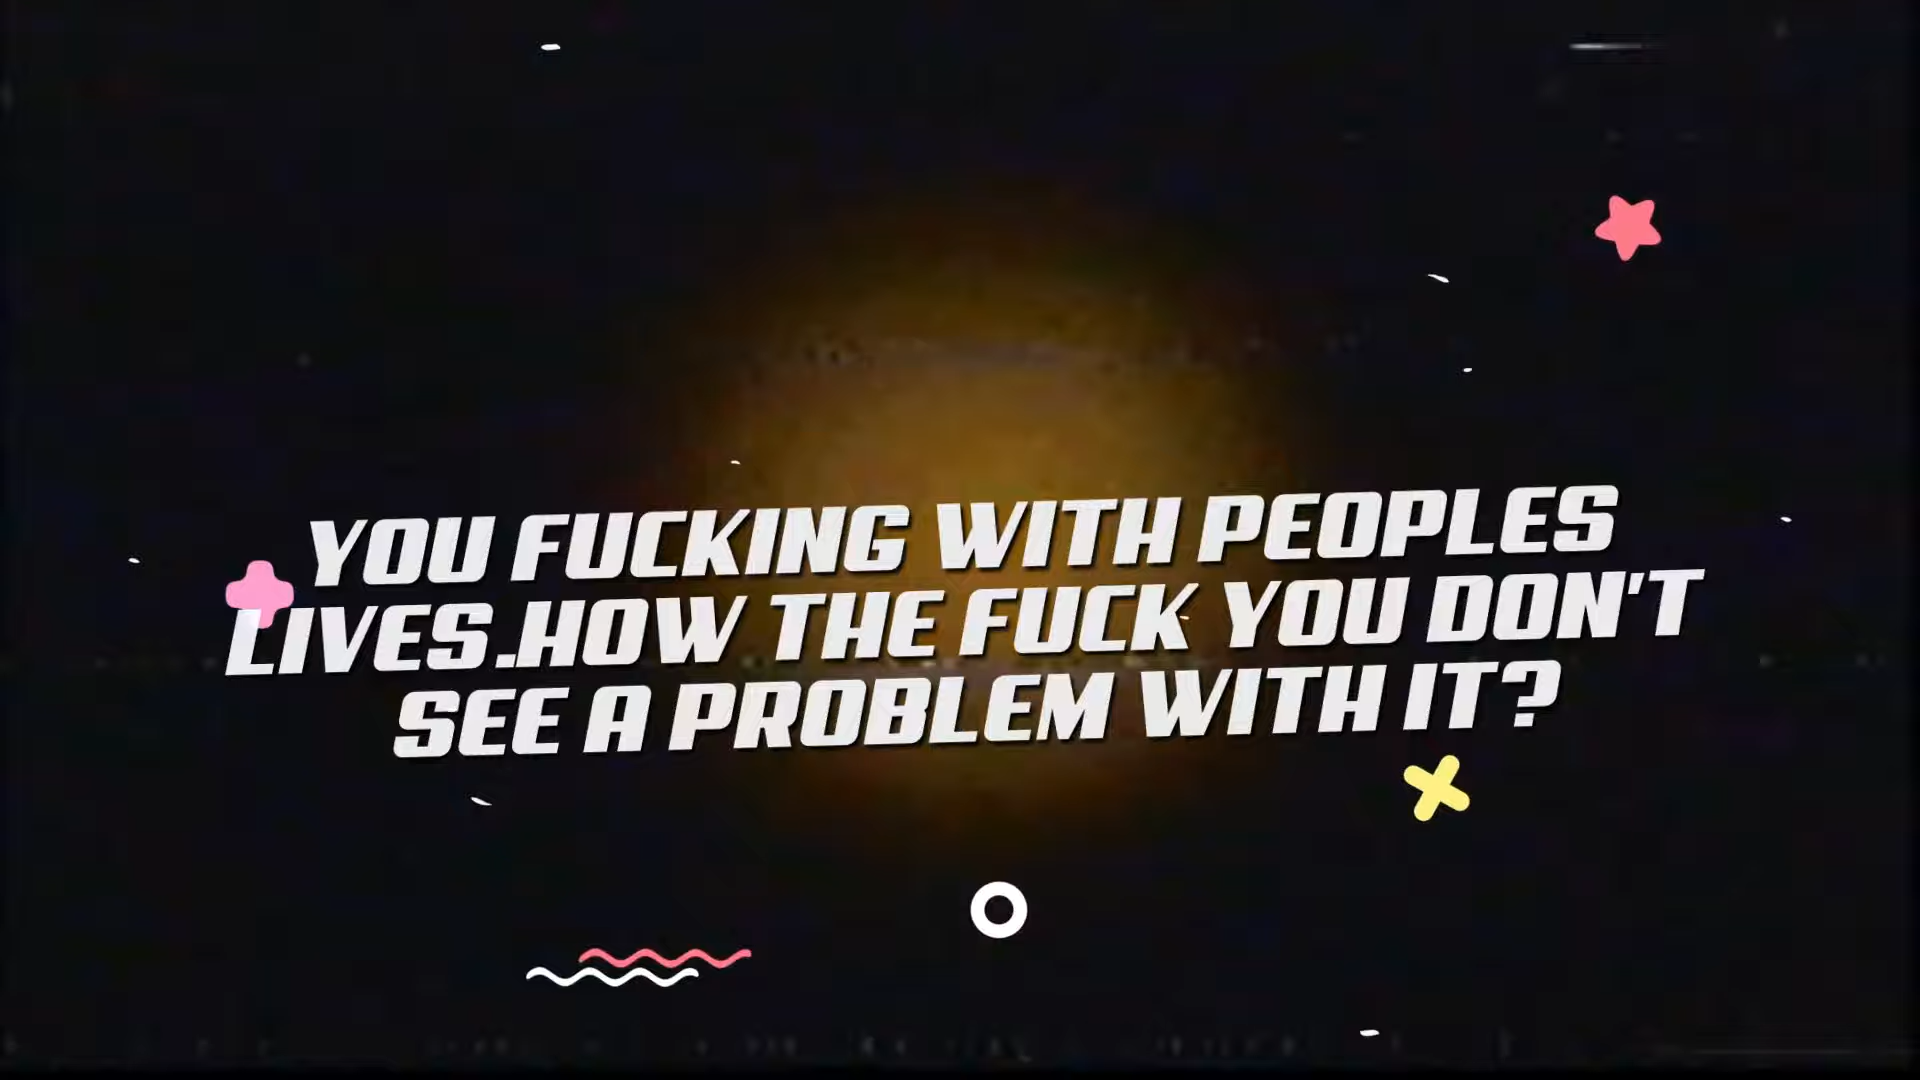 YOU FUCKING WITH PEOPLES
LIVES.HOW THE FUCK YOU DON'T
SEE A PROBLEM WITH IT?